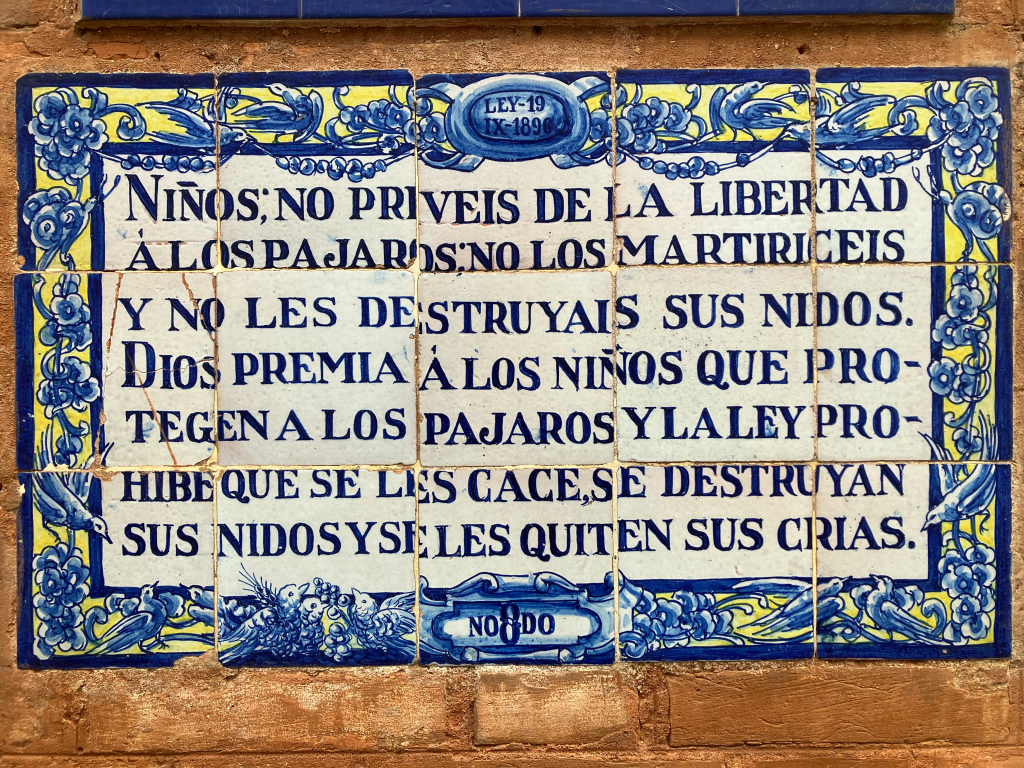 LEY-19
IX-1896
NIÑOS; NO PRIVEIS DE LA LIBERTAD
Á LOS PAJAROS; NO LOS MARTIRICEIS
Y NO LES DESTRUYAIS SUS NIDOS.
DIOS PREMIA Á LOS NIÑOS QUE PRO-
TEGEN A LOS PAJAROS Y LA LEY PRO-
HIBE QUE SE LES CACE, SE DESTRUYAN
SUS NIDOS Y SE LES QUITEN SUS CRIAS.
NO8DO